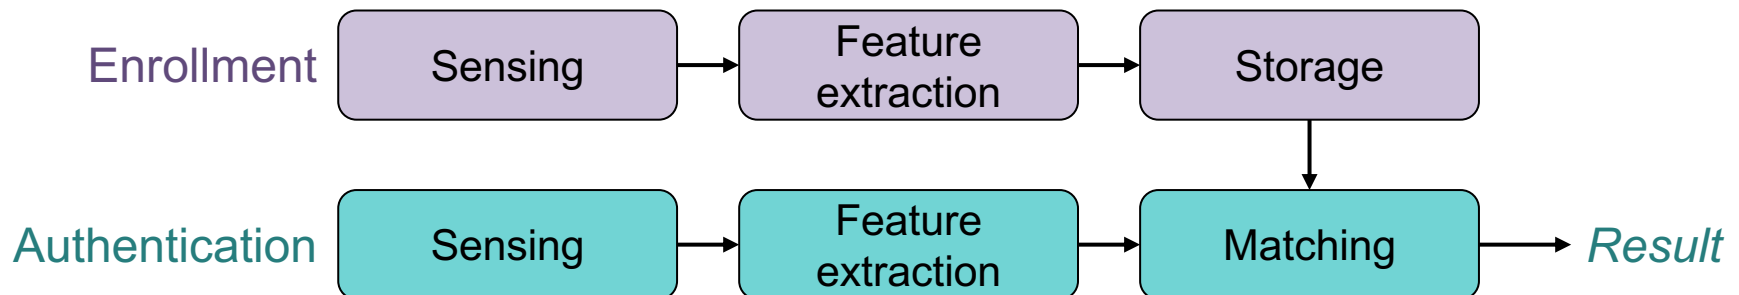 Enrollment
Sensing
Feature
extraction
Storage
Authentication
Sensing
Feature
extraction
Matching
Result